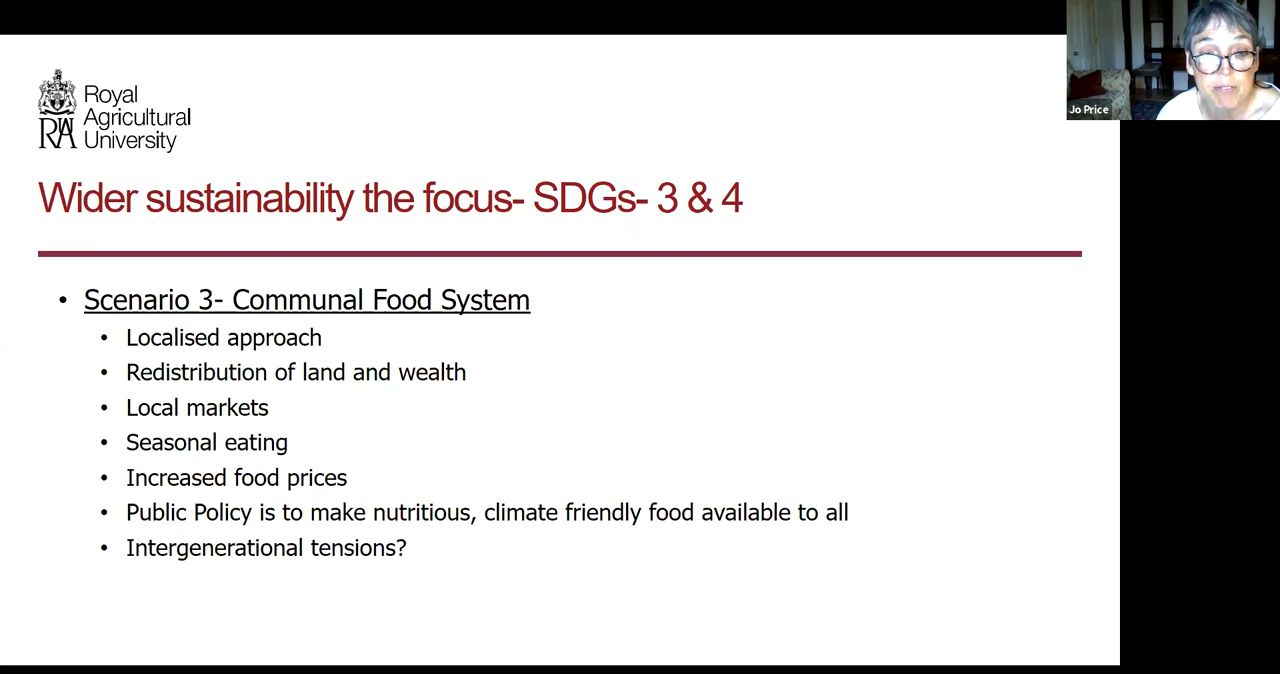 Royal
Agricultural
University
RAU
Jo Price
Wider sustainability the focus- SDGs- 3 & 4
• Scenario 3- Communal Food System
• Localised approach
• Redistribution of land and wealth
• Local markets
• Seasonal eating
• Increased food prices
• Public Policy is to make nutritious, climate friendly food available to all
• Intergenerational tensions?